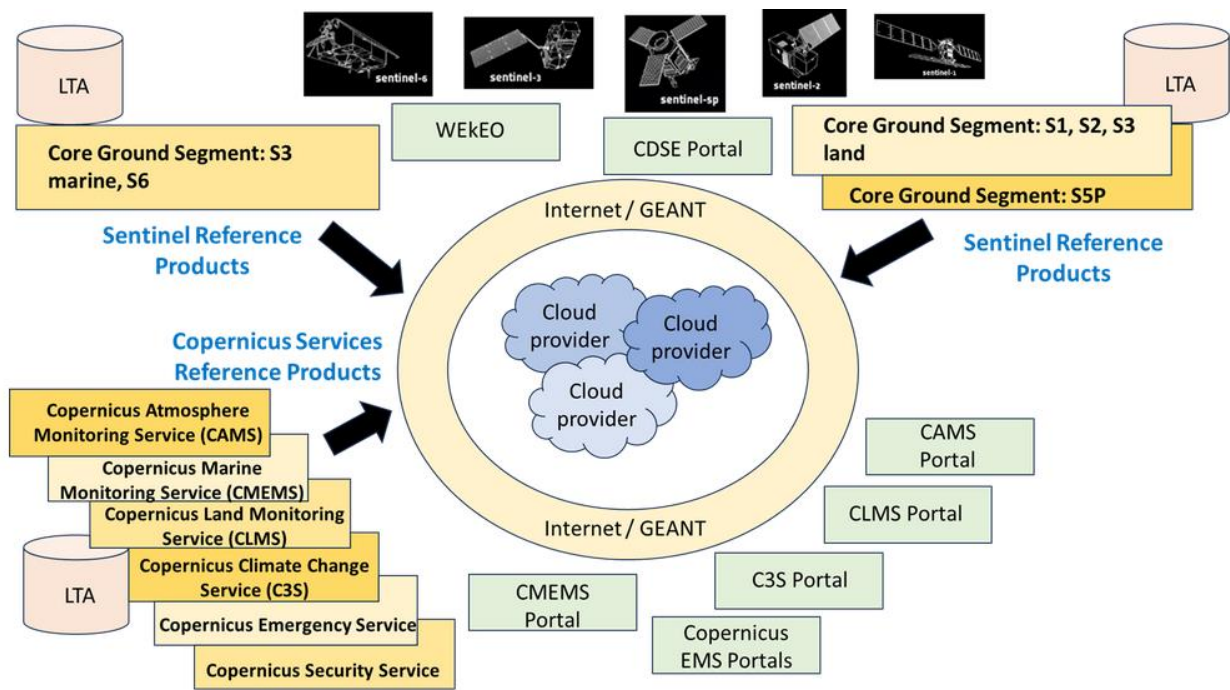 sentinel-6
sentinel-3
sentinel-5p
sentinel-2
sentinel-1
LTA
LTA
WEkEO
CDSE Portal
Core Ground Segment: S3
marine, S6
Core Ground Segment: S1, S2, S3
land
Core Ground Segment: S5P
Sentinel Reference
Products
Internet / GEANT
Sentinel Reference
Products
Cloud
provider
Cloud
provider
Cloud
provider
Copernicus Services
Reference Products
Copernicus Atmosphere
Monitoring Service (CAMS)
Copernicus Marine
Monitoring Service (CMEMS)
Copernicus Land Monitoring
Service (CLMS)
Copernicus Climate Change
Service (C3S)
LTA
Copernicus Emergency Service
Copernicus Security Service
Internet / GEANT
CAMS
Portal
CLMS Portal
C3S Portal
CMEMS
Portal
Copernicus
EMS Portals